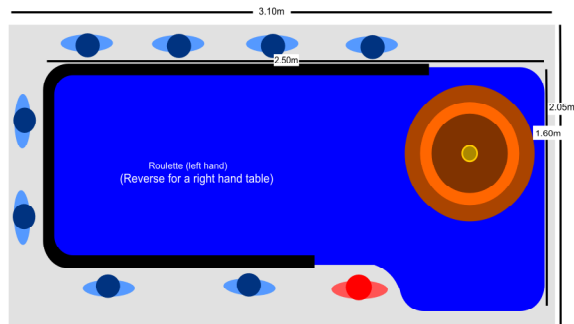 3.10m
2.50m
2.05m
1.60m
Roulette (left hand)
(Reverse for a right hand table)